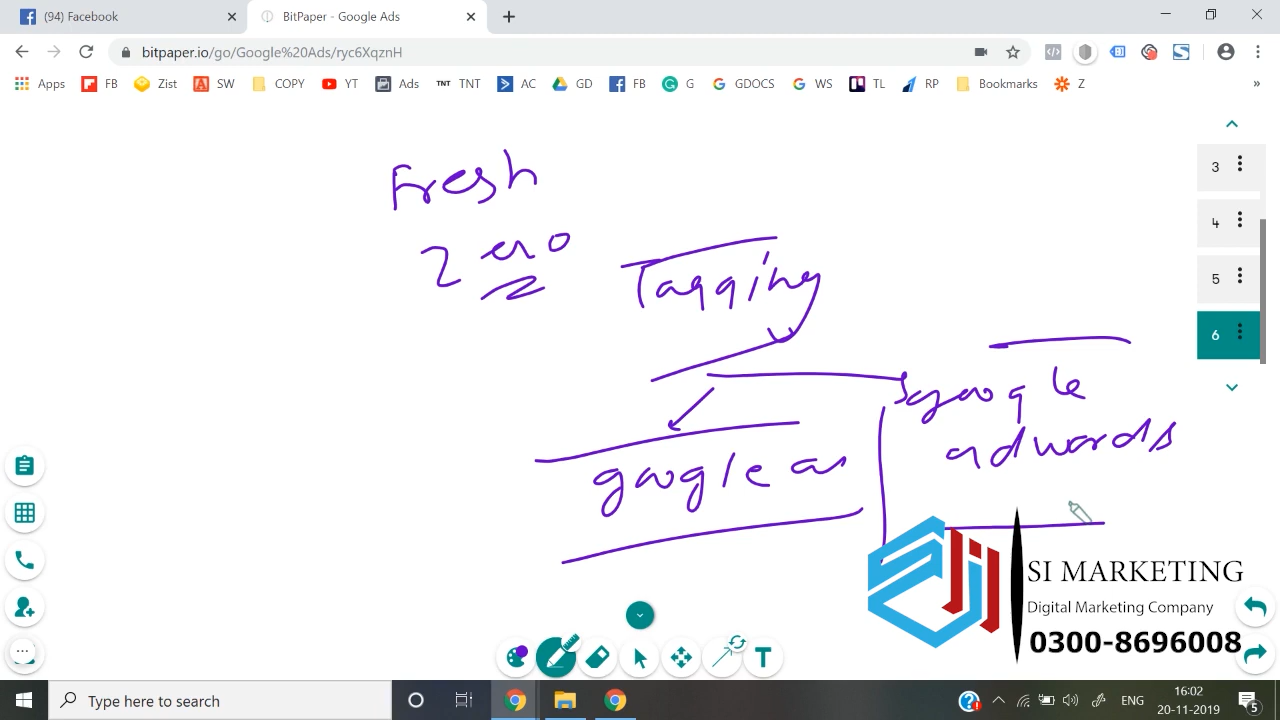 (94) Facebook
BitPaper - Google Ads
bitpaper.io/go/Google%20Ads/ryc6XqznH
Apps FB Zist SW COPY YT Ads TNT TNT AC GD FB G GDOCS WS TL RP Bookmarks Z »
3
4
5
6
Fresh
Zero
Tagging
google
adwords
google as
T
SI MARKETING
Digital Marketing Company
0300-8696008
Type here to search
ENG
16:02
20-11-2019
5